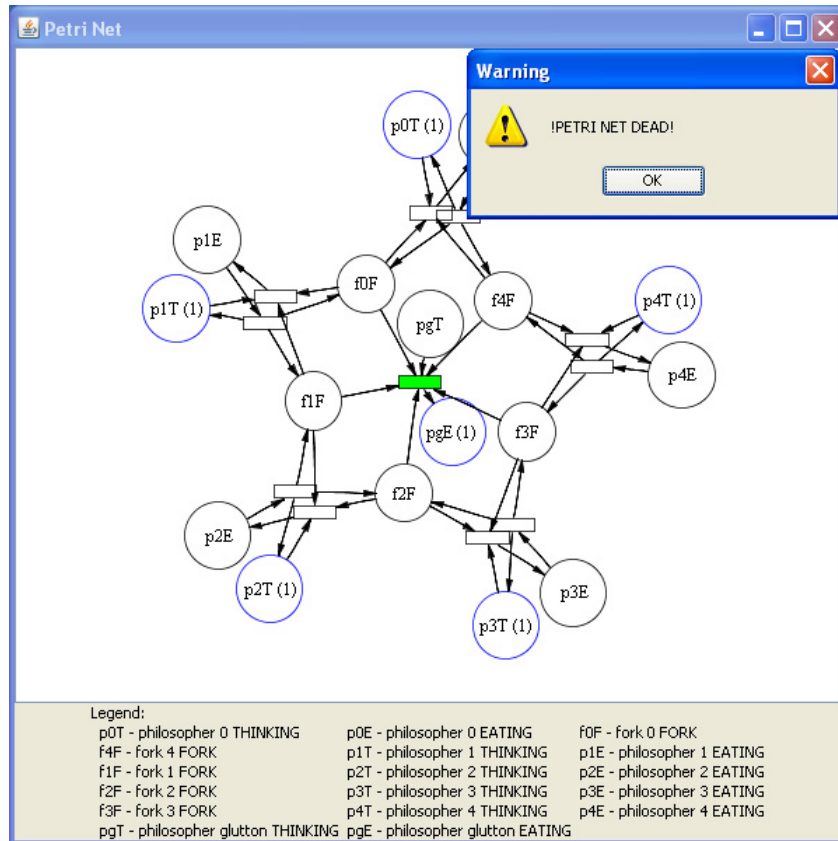 Petri Net
Warning
!PETRI NET DEAD!
OK
p0T (1)
p1E
p1T (1)
f0F
f4F
p4T (1)
pgT
p4E
f1F
pgE (1)
f3F
f2F
p2E
p2T (1)
p3E
p3T (1)
Legend:
p0T - philosopher 0 THINKING p0E - philosopher 0 EATING f0F - fork 0 FORK
f4F - fork 4 FORK p1T - philosopher 1 THINKING p1E - philosopher 1 EATING
f1F - fork 1 FORK p2T - philosopher 2 THINKING p2E - philosopher 2 EATING
f2F - fork 2 FORK p3T - philosopher 3 THINKING p3E - philosopher 3 EATING
f3F - fork 3 FORK p4T - philosopher 4 THINKING p4E - philosopher 4 EATING
pgT - philosopher glutton THINKING pgE - philosopher glutton EATING